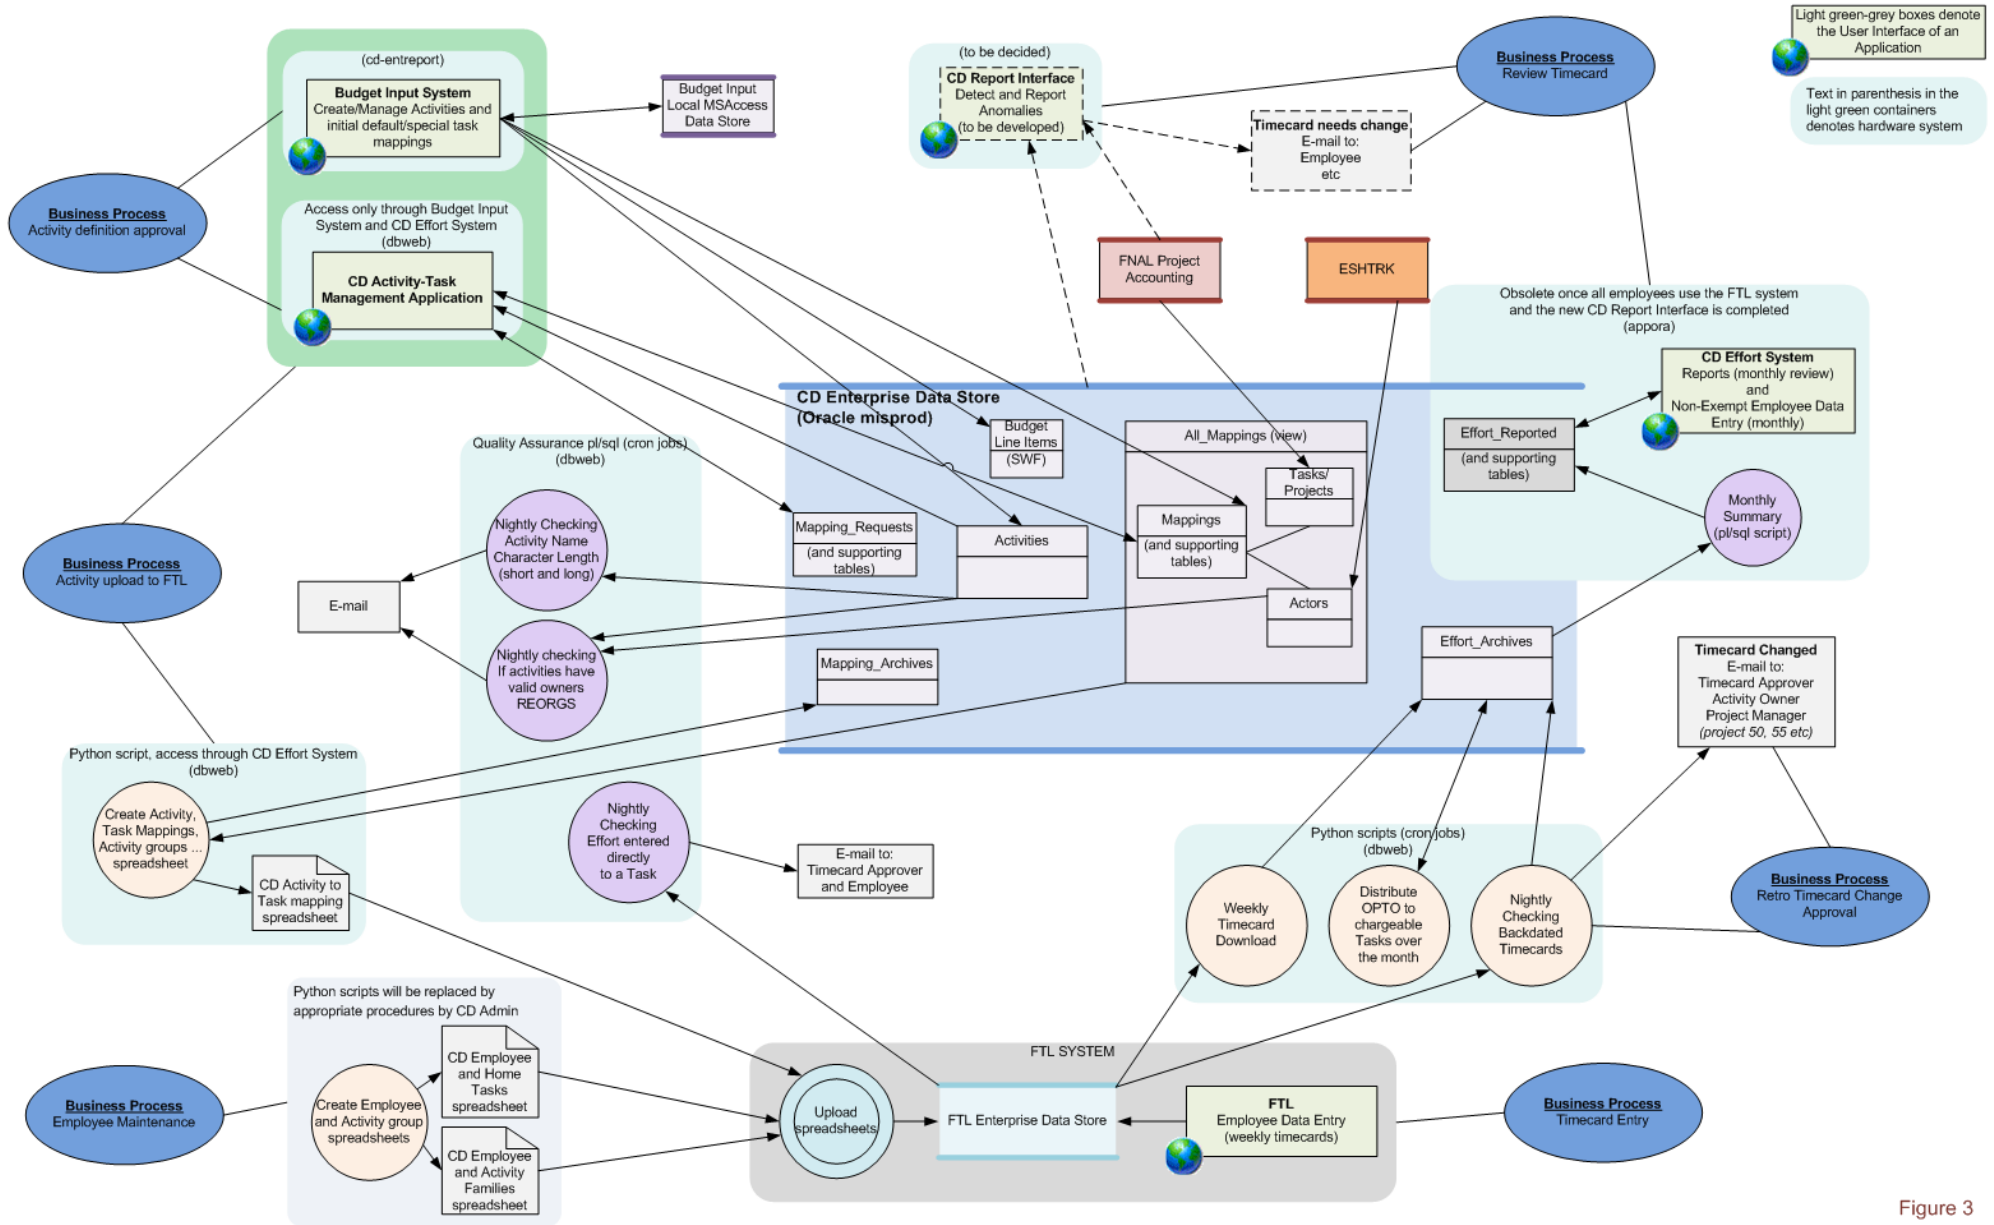 (cd-entreport)
Budget Input System
Create/Manage Activities and
initial default/special task
mappings
Budget Input
Local MSAccess
Data Store
(to be decided)
CD Report Interface
Detect and Report
Anomalies
(to be developed)
Timecard needs change
E-mail to:
Employee
etc
Business Process
Review Timecard
Light green-grey boxes denote
the User Interface of an
Application
Text in parenthesis in the
light green containers
denotes hardware system
Business Process
Activity definition approval
Access only through Budget Input
System and CD Effort System
(dbweb)
CD Activity-Task
Management Application
FNAL Project
Accounting
ESHTRK
Obsolete once all employees use the FTL system
and the new CD Report Interface is completed
(appora)
CD Effort System
Reports (monthly review)
and
Non-Exempt Employee Data
Entry (monthly)
Effort_Reported
(and supporting
tables)
Monthly
Summary
(pl/sql script)
CD Enterprise Data Store
(Oracle misprod)
Budget
Line Items
(SWF)
All_Mappings (view)
Tasks/
Projects
Mappings
(and supporting
tables)
Actors
Mapping_Requests
(and supporting
tables)
Activities
Mapping_Archives
Effort_Archives
Quality Assurance pl/sql (cron jobs)
(dbweb)
Nightly Checking
Activity Name
Character Length
(short and long)
E-mail
Nightly checking
If activities have
valid owners
REORGS
Nightly
Checking
Effort entered
directly
to a Task
E-mail to:
Timecard Approver
and Employee
Business Process
Activity upload to FTL
Python script, access through CD Effort System
(dbweb)
Create Activity,
Task Mappings,
Activity groups ...
spreadsheet
CD Activity to
Task mapping
spreadsheet
Timecard Changed
E-mail to:
Timecard Approver
Activity Owner
Project Manager
(project 50, 55 etc)
Python scripts (cron jobs)
(dbweb)
Weekly
Timecard
Download
Distribute
OPTO to
chargeable
Tasks over
the month
Nightly
Checking
Backdated
Timecards
Business Process
Retro Timecard Change
Approval
Python scripts will be replaced by
appropriate procedures by CD Admin
Business Process
Employee Maintenance
Create Employee
and Activity group
spreadsheets
CD Employee
and Home
Tasks
spreadsheet
CD Employee
and Activity
Families
spreadsheet
FTL SYSTEM
Upload
spreadsheets
FTL Enterprise Data Store
FTL
Employee Data Entry
(weekly timecards)
Business Process
Timecard Entry
Figure 3